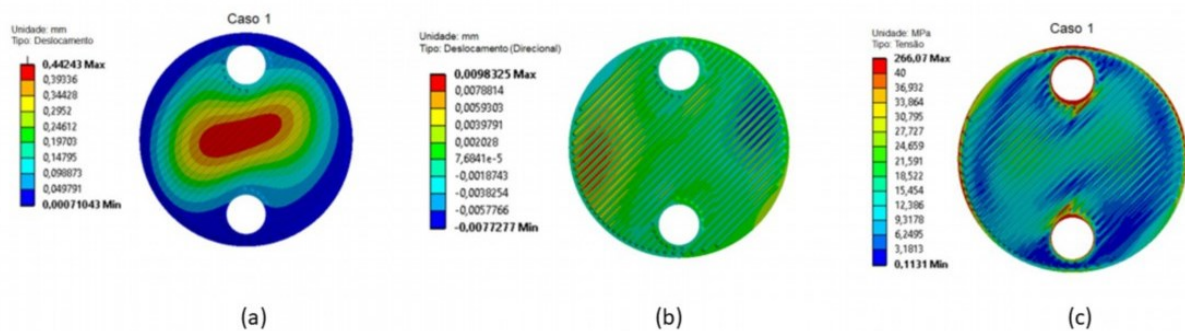 Caso 1
Unidade: mm
Tipo: Deslocamento
0,44243 Max
0,39336
0,34428
0,2952
0,24612
0,19703
0,14795
0,098873
0,049791
0,00071043 Min
(a)
Unidade: mm
Tipo: Deslocamento (Direcional)
0,0098325 Max
0,0078814
0,0059303
0,0039791
0,002028
7,6841e-5
-0,0018743
-0,0038254
-0,0057766
-0,0077277 Min
(b)
Caso 1
Unidade: MPa
Tipo: Tensão
266,07 Max
40
36,932
33,864
30,795
27,727
24,659
21,591
18,522
15,454
12,386
9,3178
6,2495
3,1813
0,1131 Min
(c)